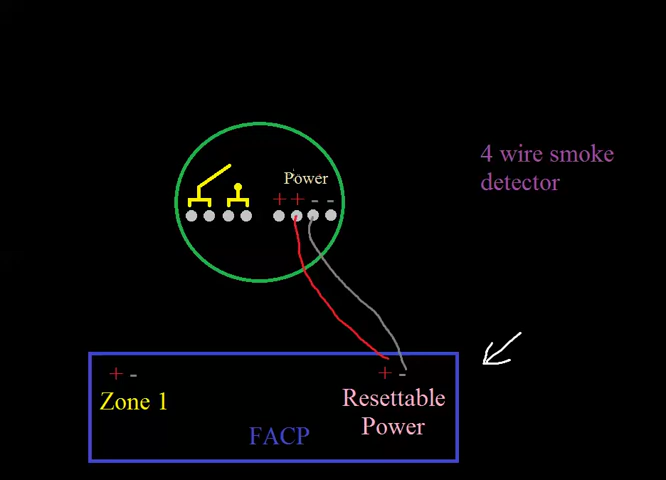 4 wire smoke
detector
Power
+ + - -
+ -
+ -
Zone 1
Resettable
Power
FACP